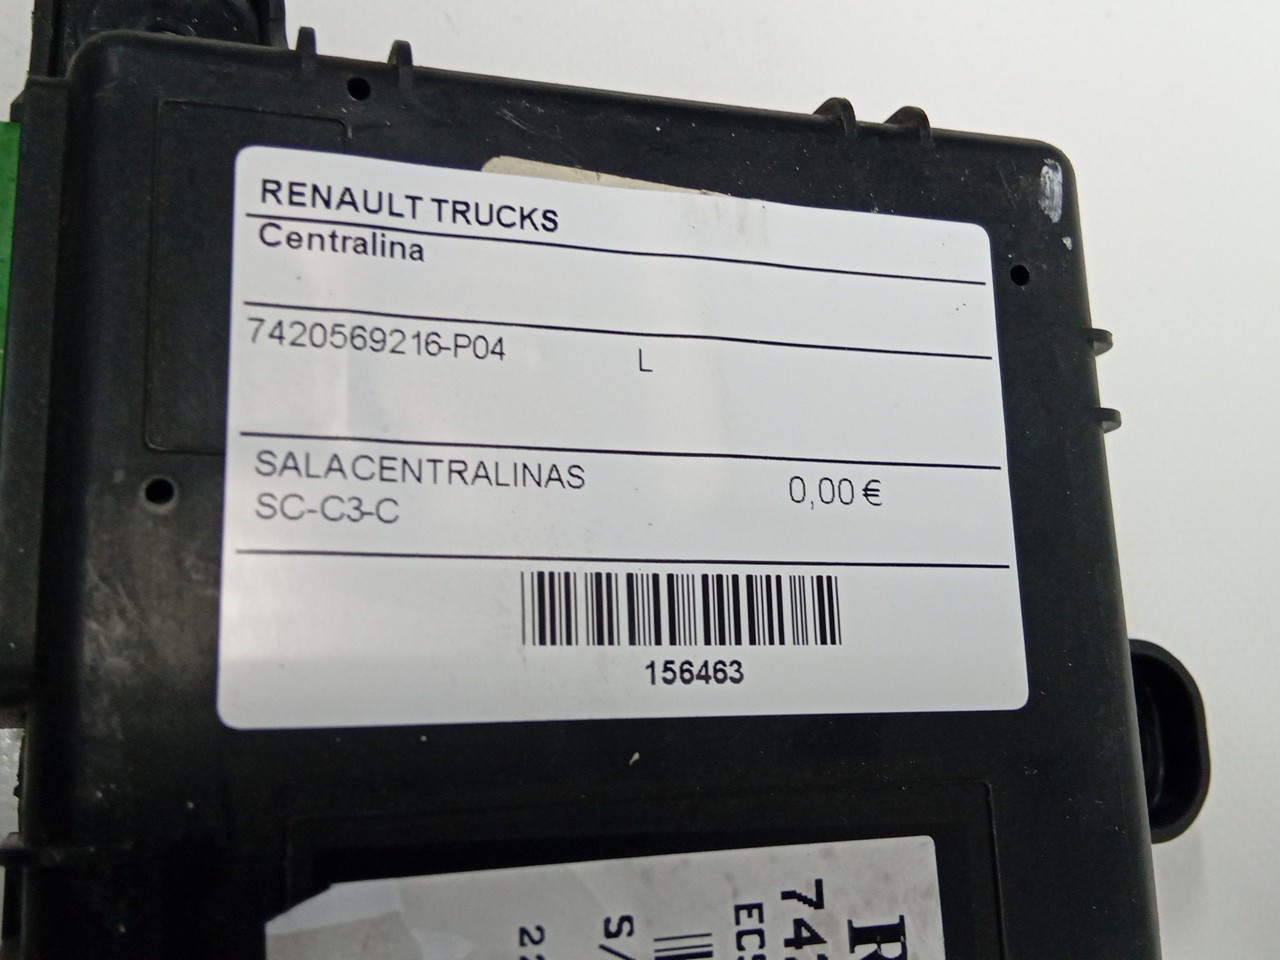 RENAULT TRUCKS
Centralina
7420569216-P04 L
SALACENTRALINAS 0,00 €
SC-C3-C
156463